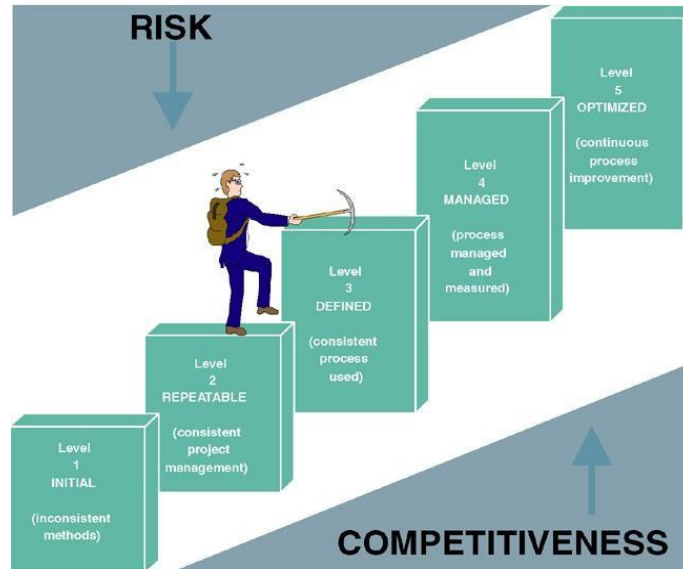 RISK
Level
5
OPTIMIZED
(continuous
process
improvement)
Level
4
MANAGED
(process
managed
and
measured)
Level
3
DEFINED
(consistent
process
used)
Level
2
REPEATABLE
(consistent
project
management)
Level
1
INITIAL
(inconsistent
methods)
COMPETITIVENESS